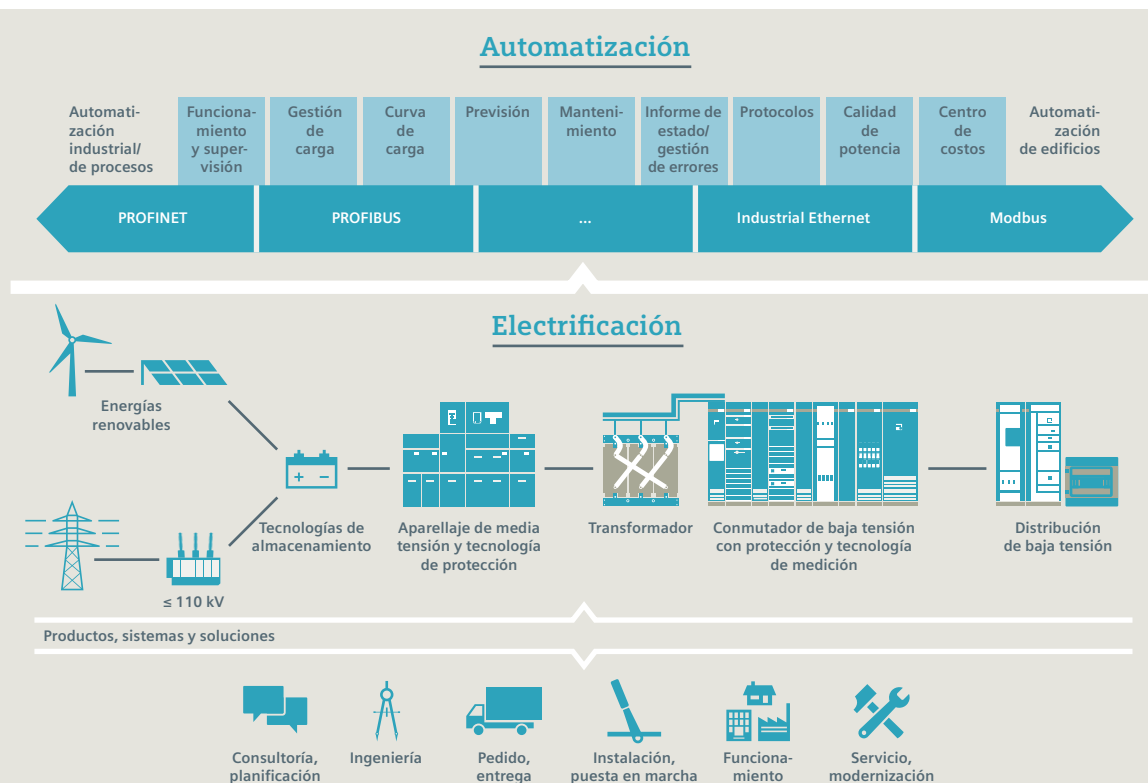 Automatización
Automati-
zación
industrial/
de procesos
Funciona-
miento
y super-
visión
Gestión
de
carga
Curva
de
carga
Previsión
Manteni-
miento
Informe de
estado/
gestión
de errores
Protocolos
Calidad
de
potencia
Centro
de
costos
Automati-
zación
de edificios
PROFINET
PROFIBUS
...
Industrial Ethernet
Modbus
Electrificación
Energías
renovables
≤ 110 kV
+ −
Tecnologías de
almacenamiento
Aparellaje de media
tensión y tecnología
de protección
Transformador
Conmutador de baja tensión
con protección y tecnología
de medición
Distribución
de baja tensión
Productos, sistemas y soluciones
Consultoría,
planificación
Ingeniería
Pedido,
entrega
Instalación,
puesta en marcha
Funciona-
miento
Servicio,
modernización